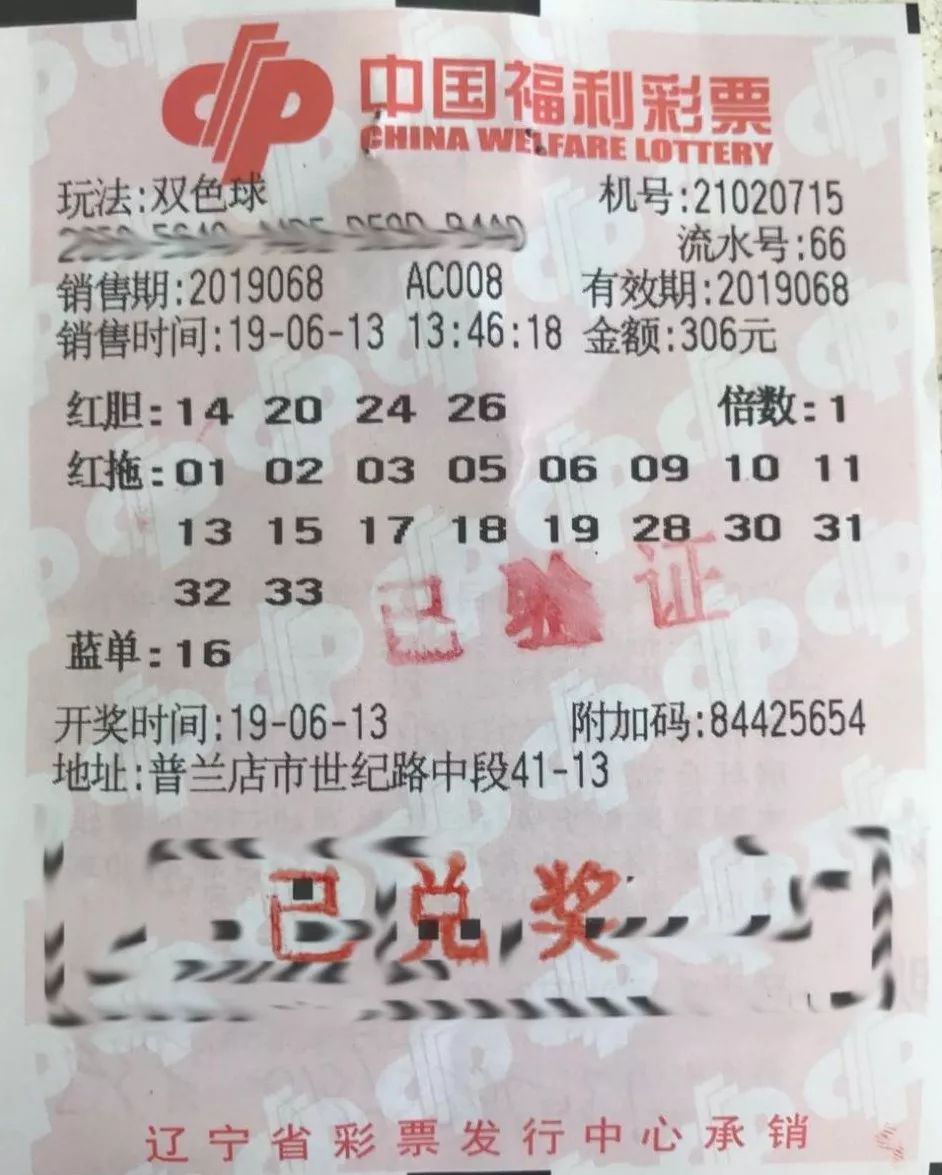 中国福利彩票
CHINA WELFARE LOTTERY
玩法:双色球 机号:21020715
流水号:66
销售期:2019068 AC008 有效期:2019068
销售时间:19-06-13 13:46:18 金额:306元
红胆:14 20 24 26 倍数:1
红拖:01 02 03 05 06 09 10 11
13 15 17 18 19 28 30 31
32 33
已验证
蓝单:16
开奖时间:19-06-13 附加码:84425654
地址:普兰店市世纪路中段41-13
已兑奖
辽宁省彩票发行中心承销